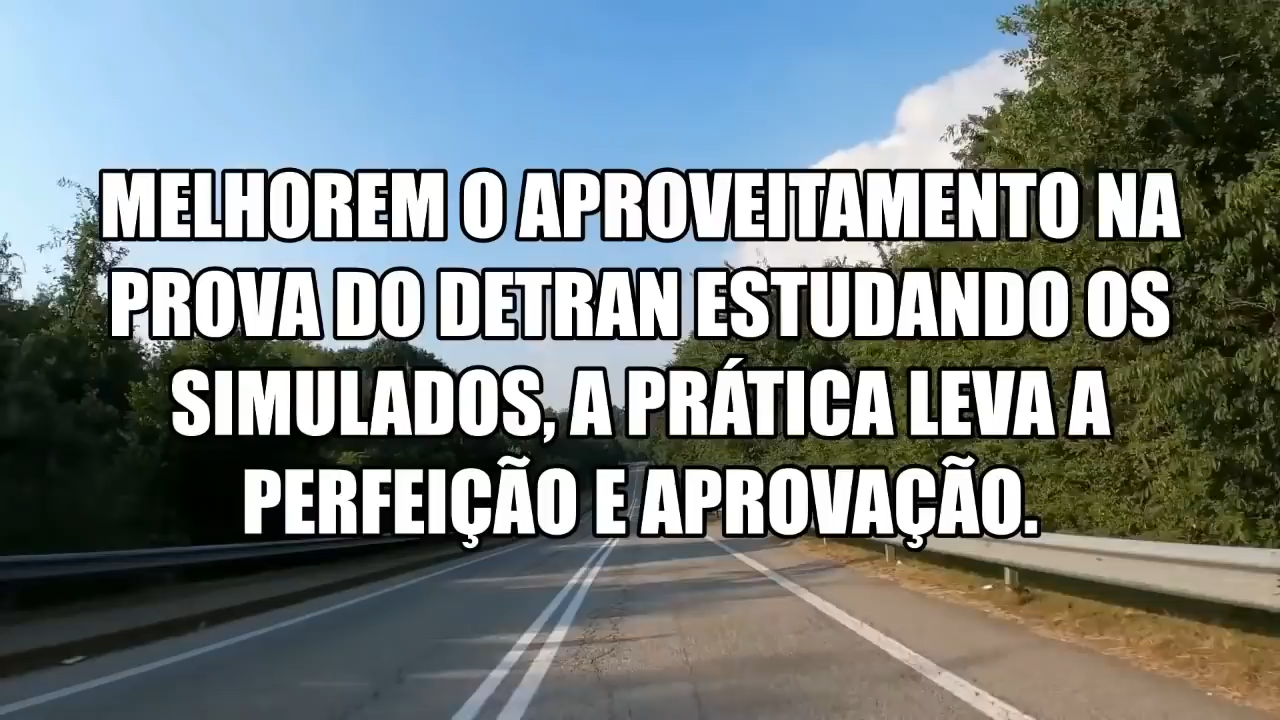 MELHOREM O APROVEITAMENTO NA
PROVA DO DETRAN ESTUDANDO OS
SIMULADOS, A PRÁTICA LEVA A
PERFEIÇÃO E APROVAÇÃO.